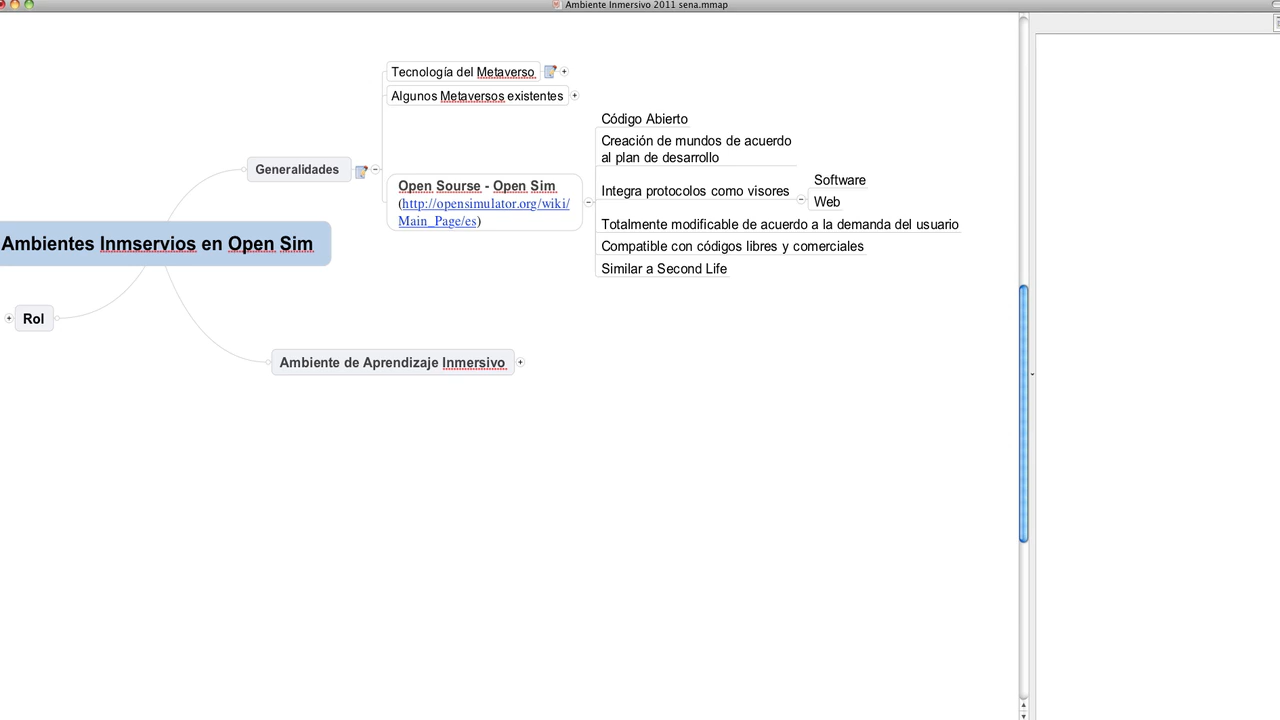 Ambiente Inmersivo 2011 sena.mmap
Tecnología del Metaverso
Algunos Metaversos existentes
Generalidades
Open Sourse - Open Sim
(http://opensimulator.org/wiki/
Main_Page/es)
Código Abierto
Creación de mundos de acuerdo
al plan de desarrollo
Integra protocolos como visores
Software
Web
Totalmente modificable de acuerdo a la demanda del usuario
Compatible con códigos libres y comerciales
Similar a Second Life
Ambientes Inmservios en Open Sim
Rol
Ambiente de Aprendizaje Inmersivo